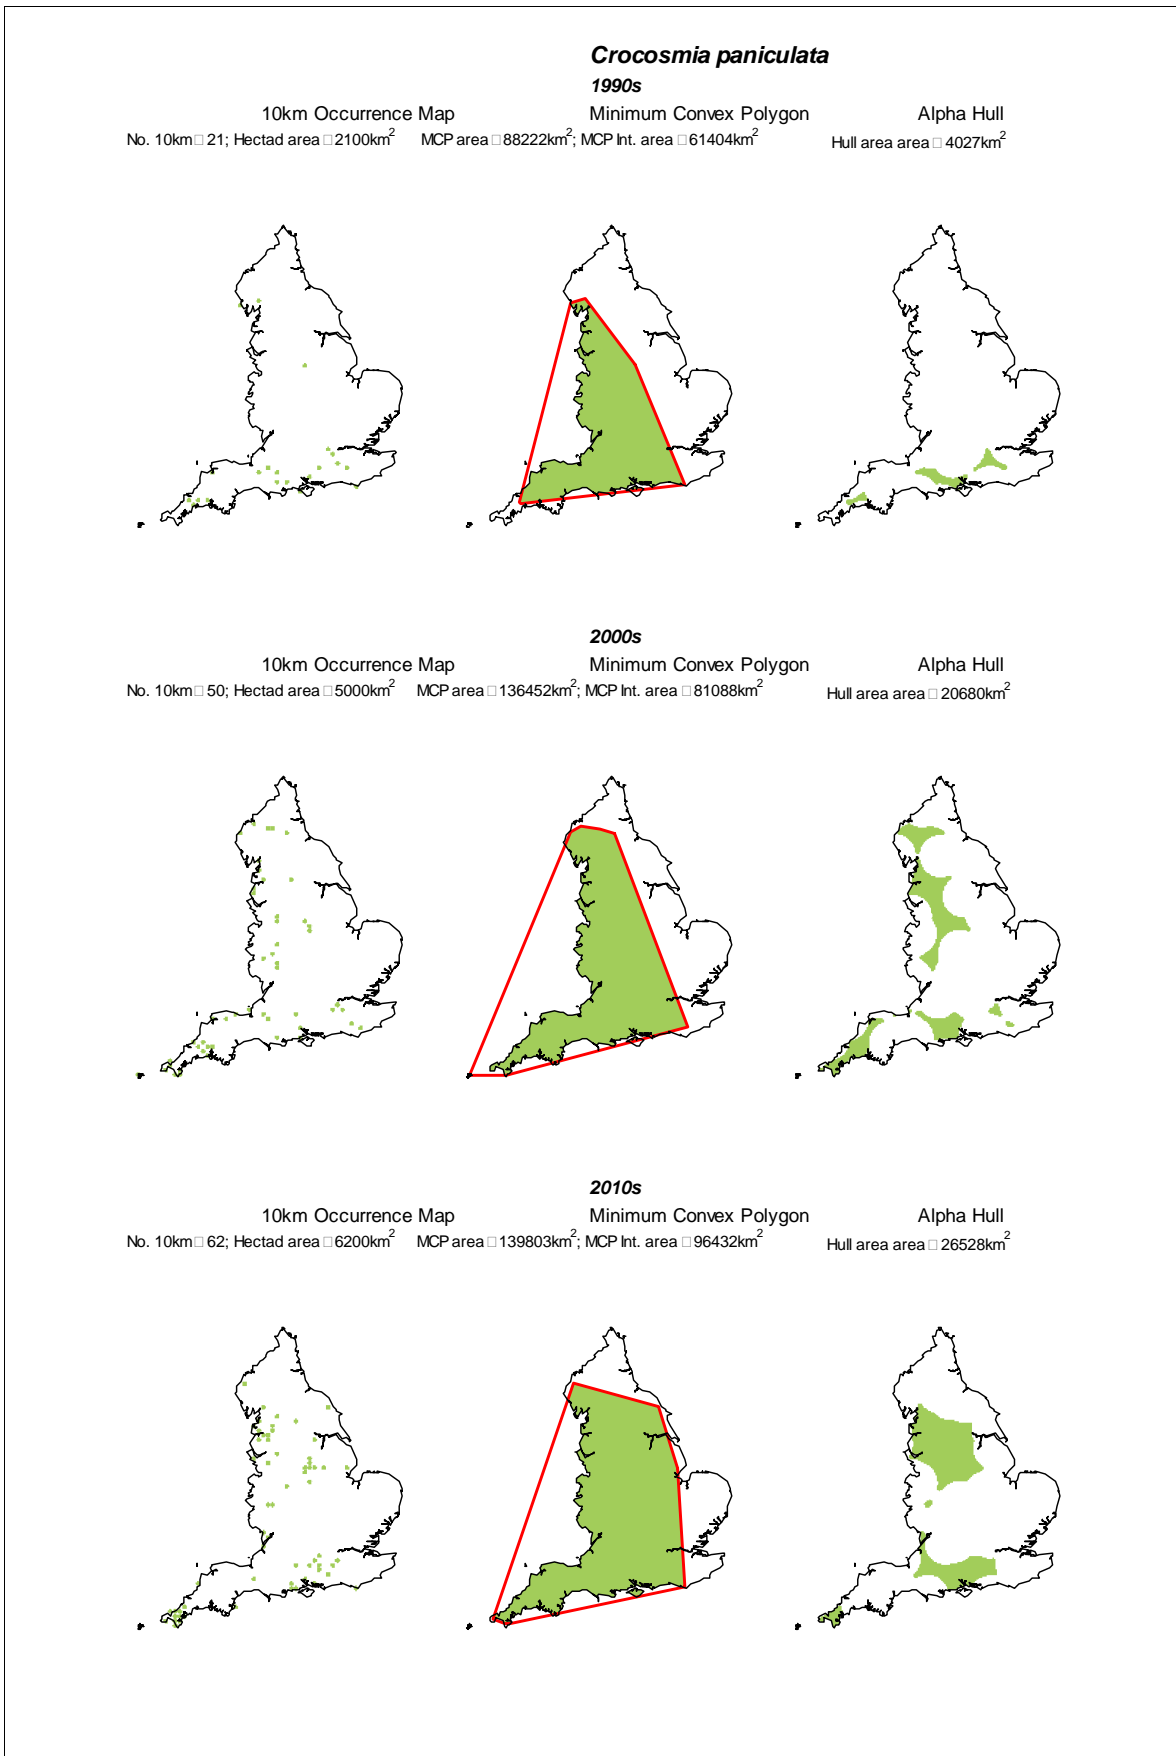 Crocosmia paniculata
1990s
10km Occurrence Map Minimum Convex Polygon Alpha Hull
No. 10km□21; Hectad area□2100km² MCP area□88222km²; MCP Int. area□61404km² Hull area area□4027km²
2000s
10km Occurrence Map Minimum Convex Polygon Alpha Hull
No. 10km□50; Hectad area□5000km² MCP area□136452km²; MCP Int. area□81088km² Hull area area□20680km²
2010s
10km Occurrence Map Minimum Convex Polygon Alpha Hull
No. 10km□62; Hectad area□6200km² MCP area□139803km²; MCP Int. area□96432km² Hull area area□26528km²